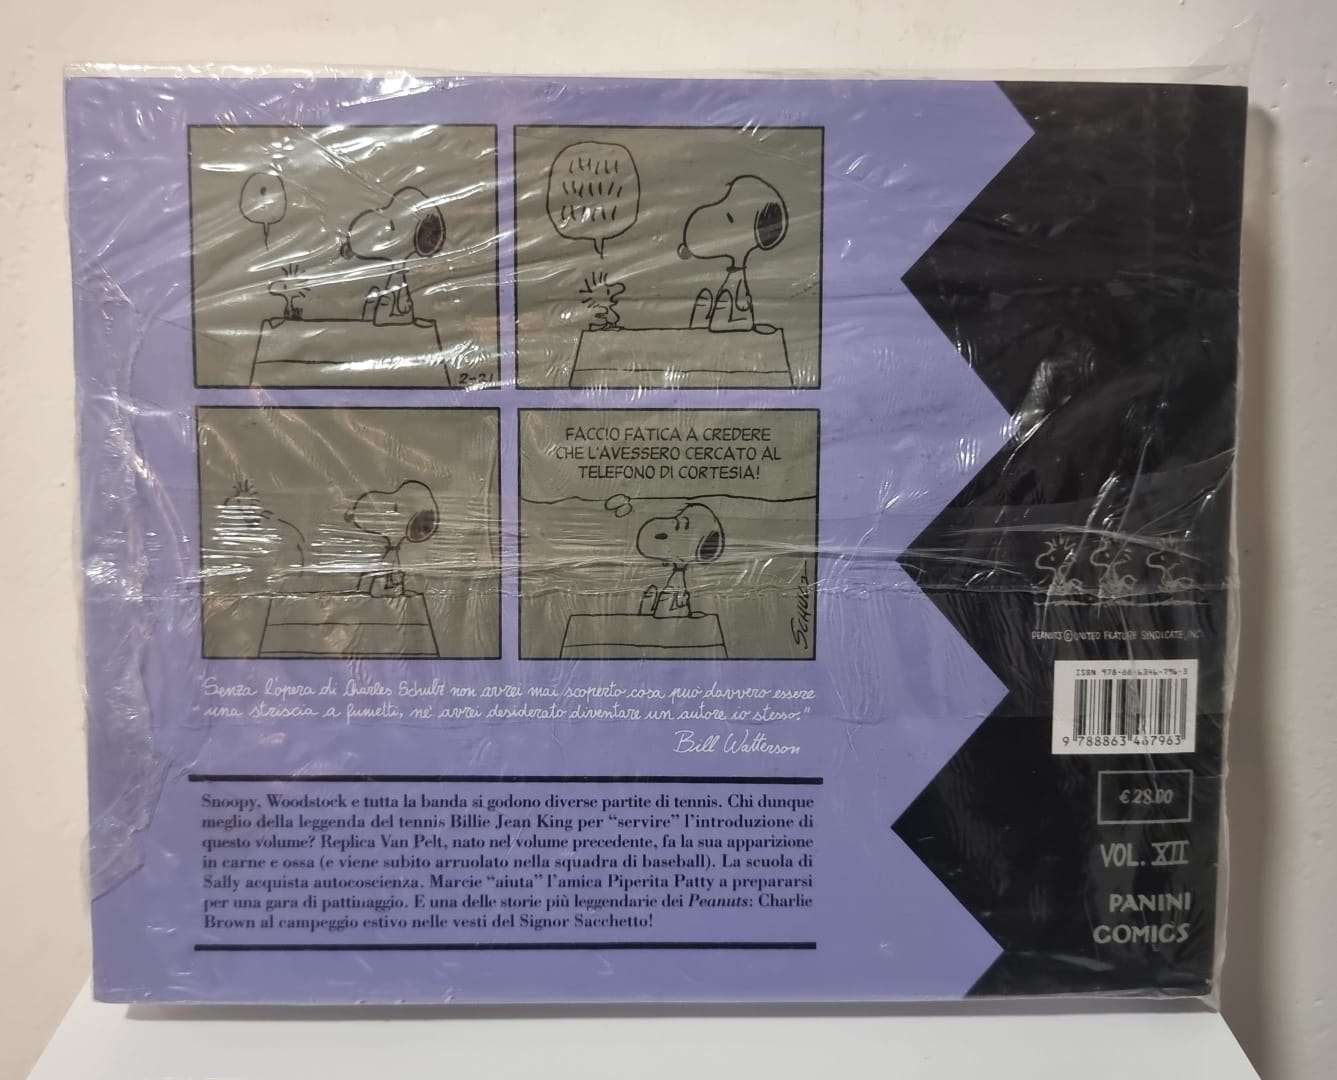 2-21
FACCIO FATICA A CREDERE
CHE L'AVESSERO CERCATO AL
TELEFONO DI CORTESIA!
SCHULZ
"Senza l'opera di Charles Schulz non avrei mai scoperto cosa può davvero essere
una striscia a fumetti, né avrei desiderato diventare un autore io stesso."
Bill Watterson
Snoopy, Woodstock e tutta la banda si godono diverse partite di tennis. Chi dunque
meglio della leggenda del tennis Billie Jean King per “servire” l’introduzione di
questo volume? Replica Van Pelt, nato nel volume precedente, fa la sua apparizione
in carne e ossa (e viene subito arruolato nella squadra di baseball). La scuola di
Sally acquista autocoscienza. Marcie “aiuta” l’amica Piperita Patty a prepararsi
per una gara di pattinaggio. E una delle storie più leggendarie dei Peanuts: Charlie
Brown al campeggio estivo nelle vesti del Signor Sacchetto!
PEANUTS © UNITED FEATURE SYNDICATE, INC.
ISBN 978-88-6346-796-3
9 788863 467963
€ 28.00
VOL. XII
PANINI
COMICS